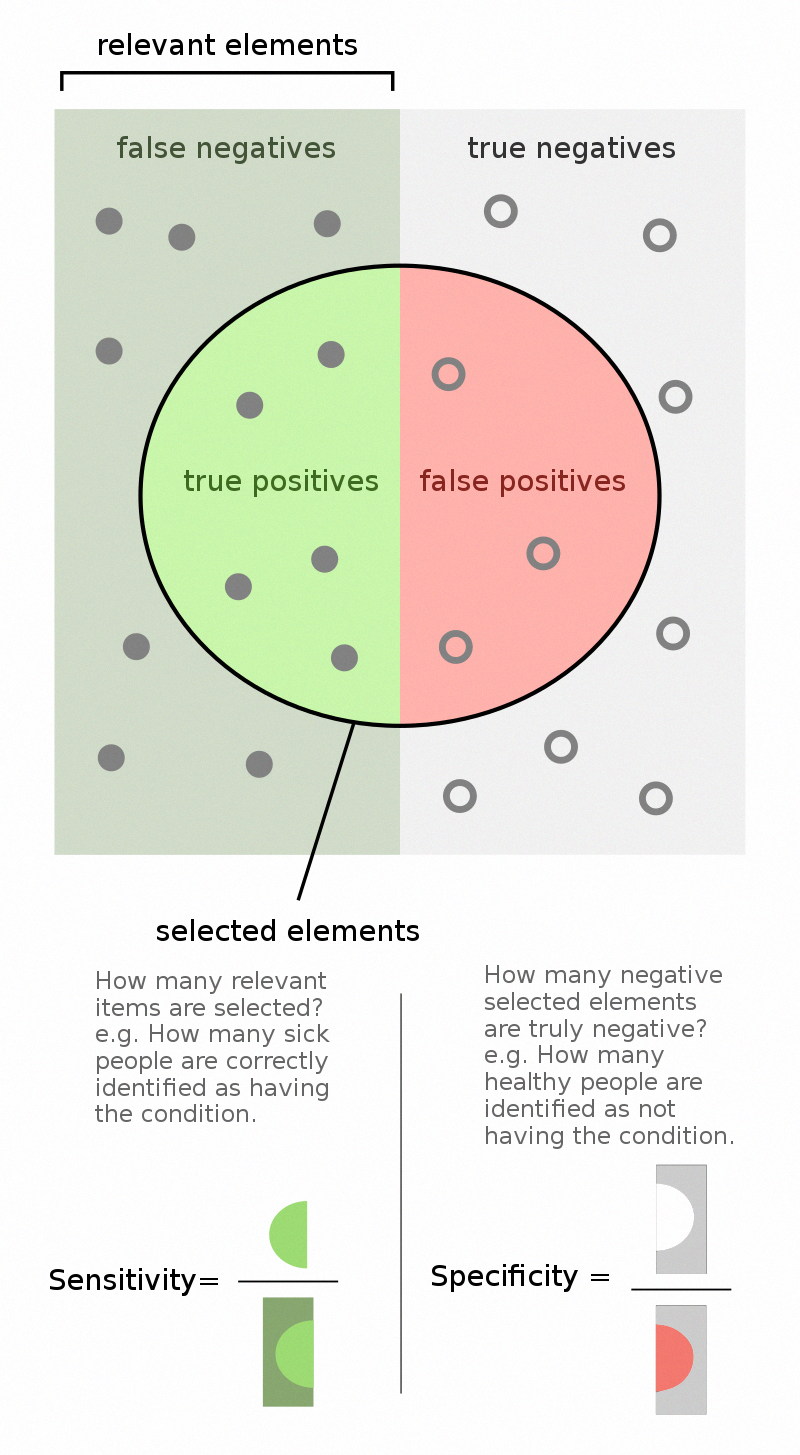 relevant elements
false negatives
true negatives
true positives
false positives
selected elements
How many relevant
items are selected?
e.g. How many sick
people are correctly
identified as having
the condition.
How many negative
selected elements
are truly negative?
e.g. How many
healthy people are
identified as not
having the condition.
Sensitivity=
Specificity =